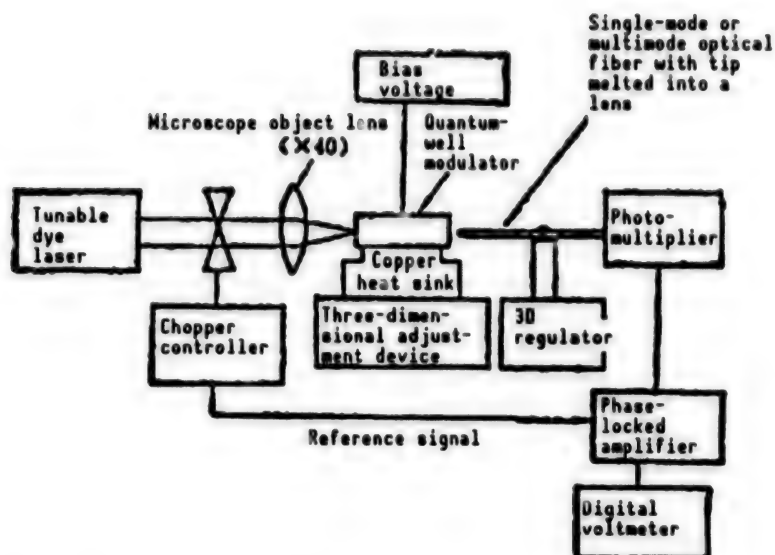 Single-mode or
multimode optical
fiber with tip
melted into a
lens
Bias
voltage
Microscope object lens
(×40)
Quantum-
well
modulator
Tunable
dye
laser
Photo-
multiplier
Copper
heat sink
Chopper
controller
Three-dimen-
sional adjust-
ment device
3D
regulator
Reference signal
Phase-
locked
amplifier
Digital
voltmeter